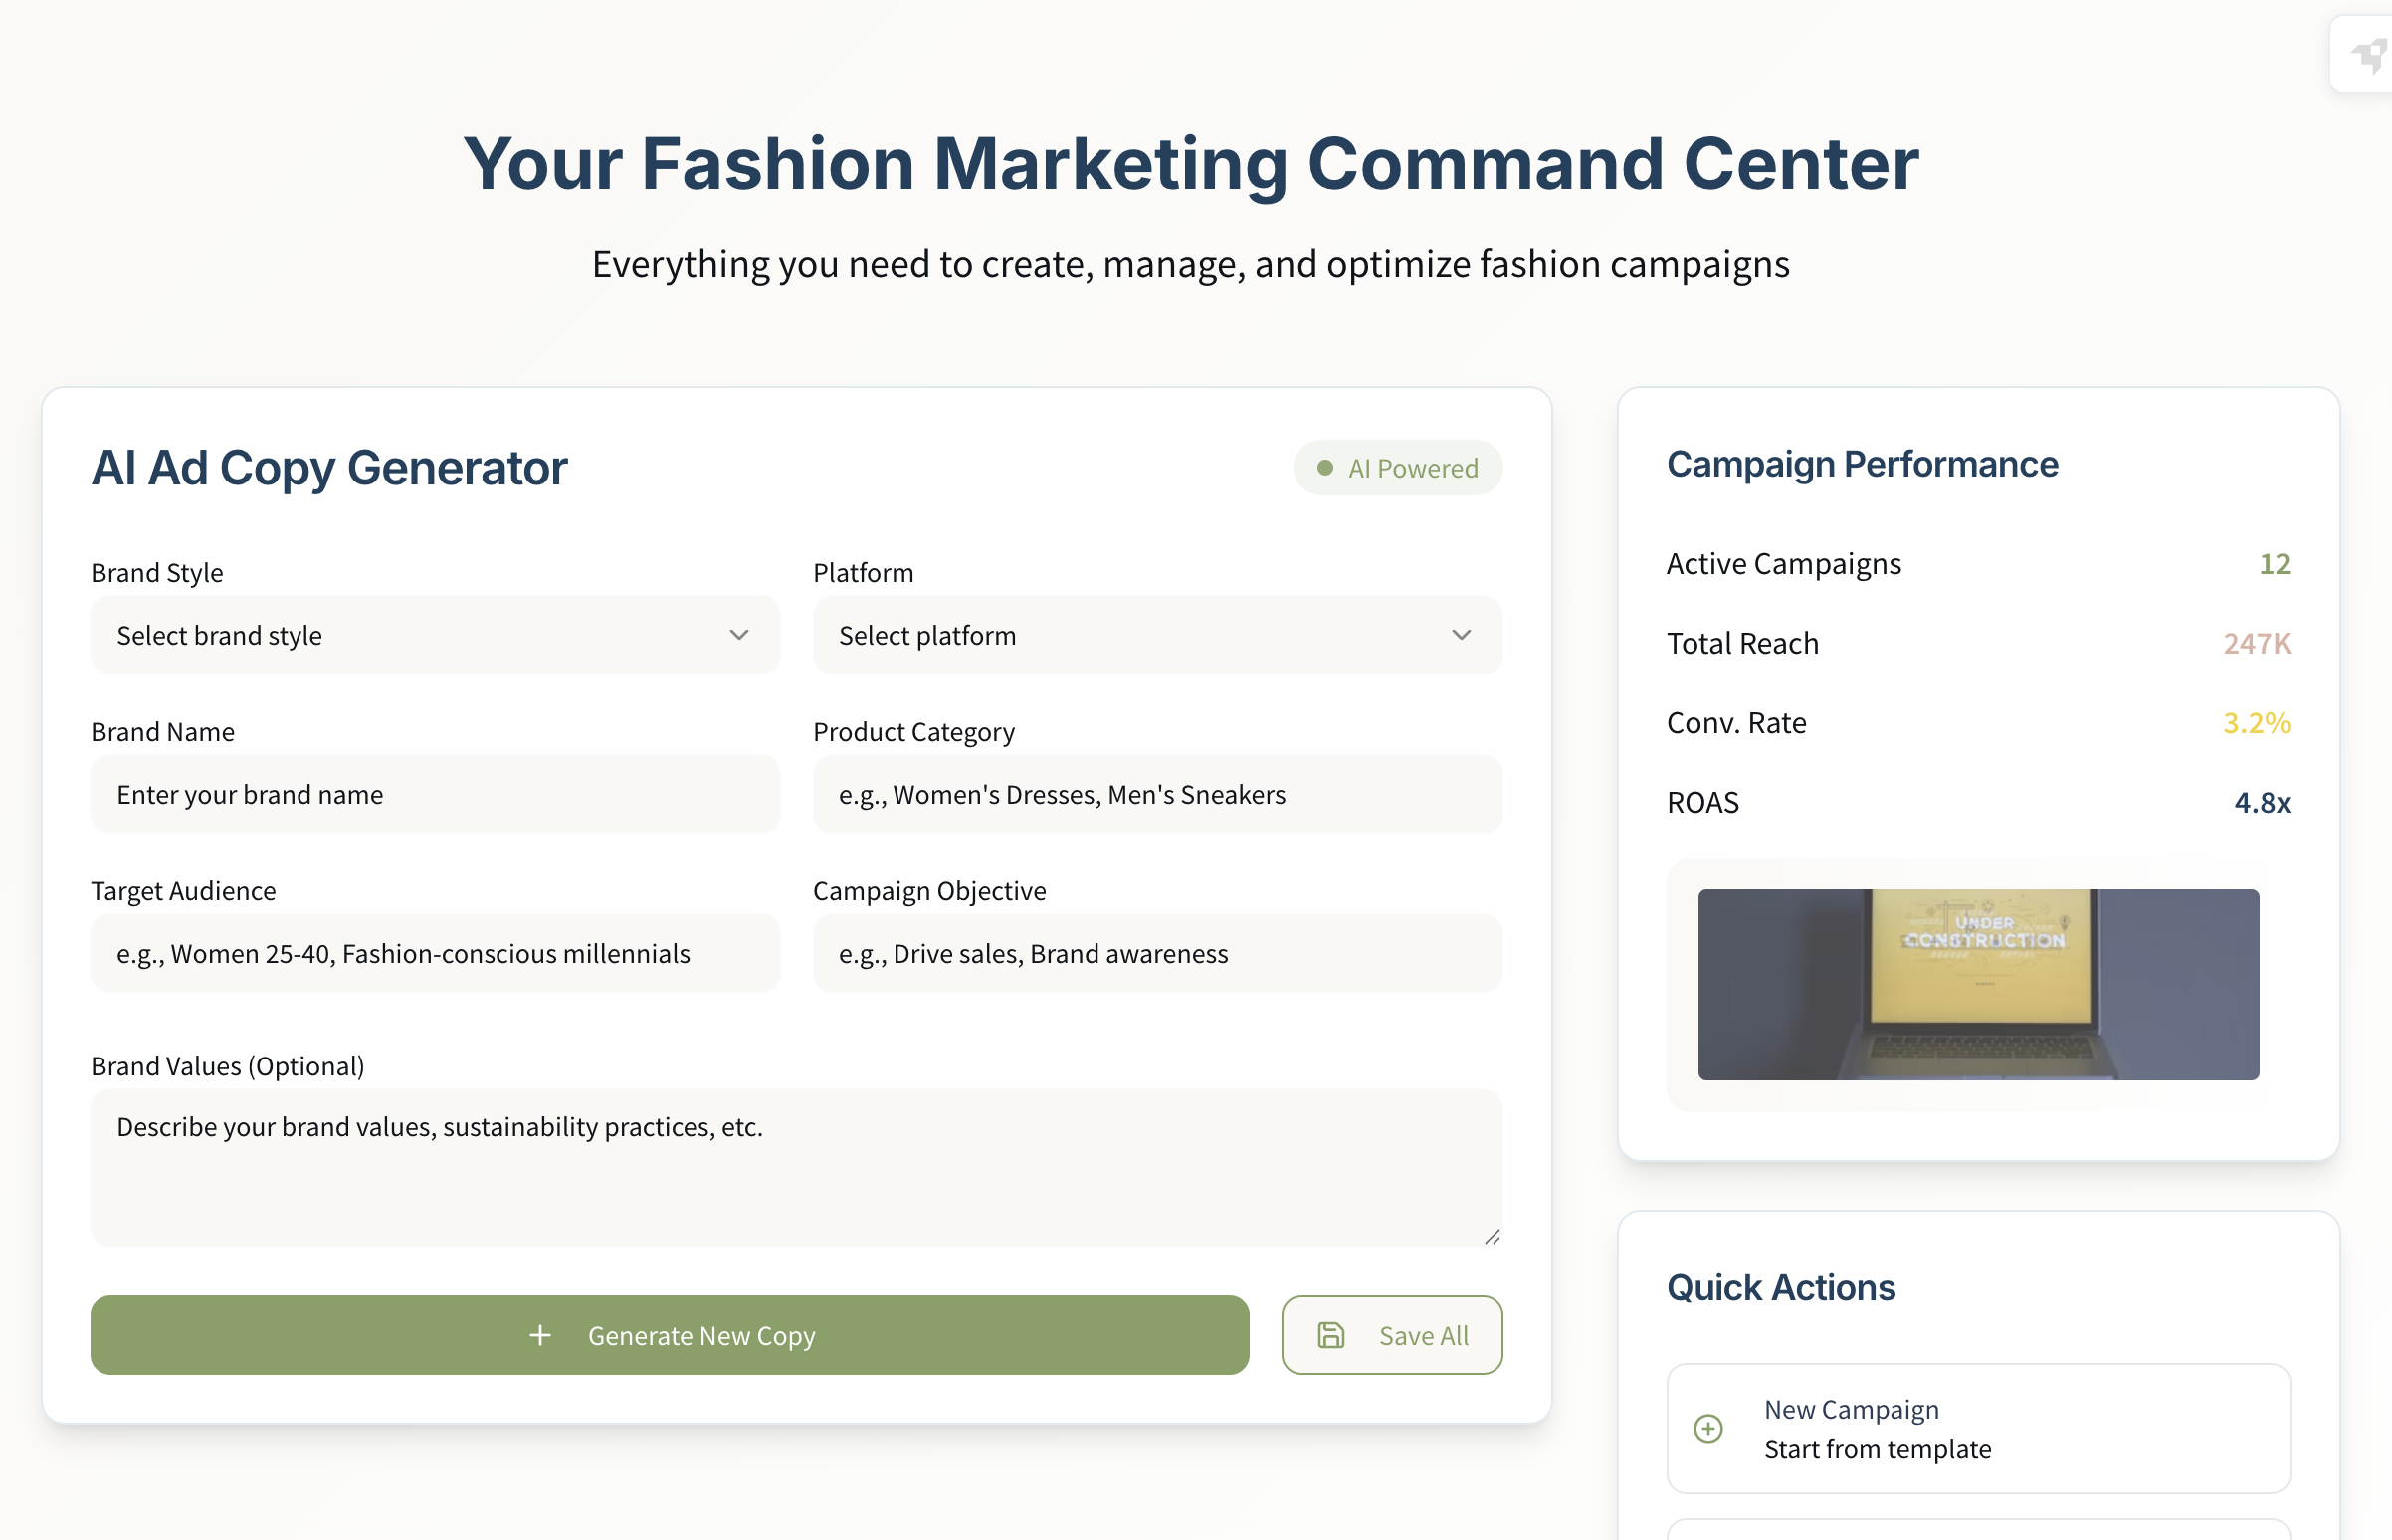 Your Fashion Marketing Command Center
Everything you need to create, manage, and optimize fashion campaigns
AI Ad Copy Generator
AI Powered
Brand Style
Platform
Select brand style
Select platform
Brand Name
Product Category
Enter your brand name
e.g., Women's Dresses, Men's Sneakers
Target Audience
Campaign Objective
e.g., Women 25-40, Fashion-conscious millennials
e.g., Drive sales, Brand awareness
Brand Values (Optional)
Describe your brand values, sustainability practices, etc.
Generate New Copy
Save All
Campaign Performance
Active Campaigns 12
Total Reach 247K
Conv. Rate 3.2%
ROAS 4.8x
UNDER
CONSTRUCTION
Quick Actions
New Campaign
Start from template